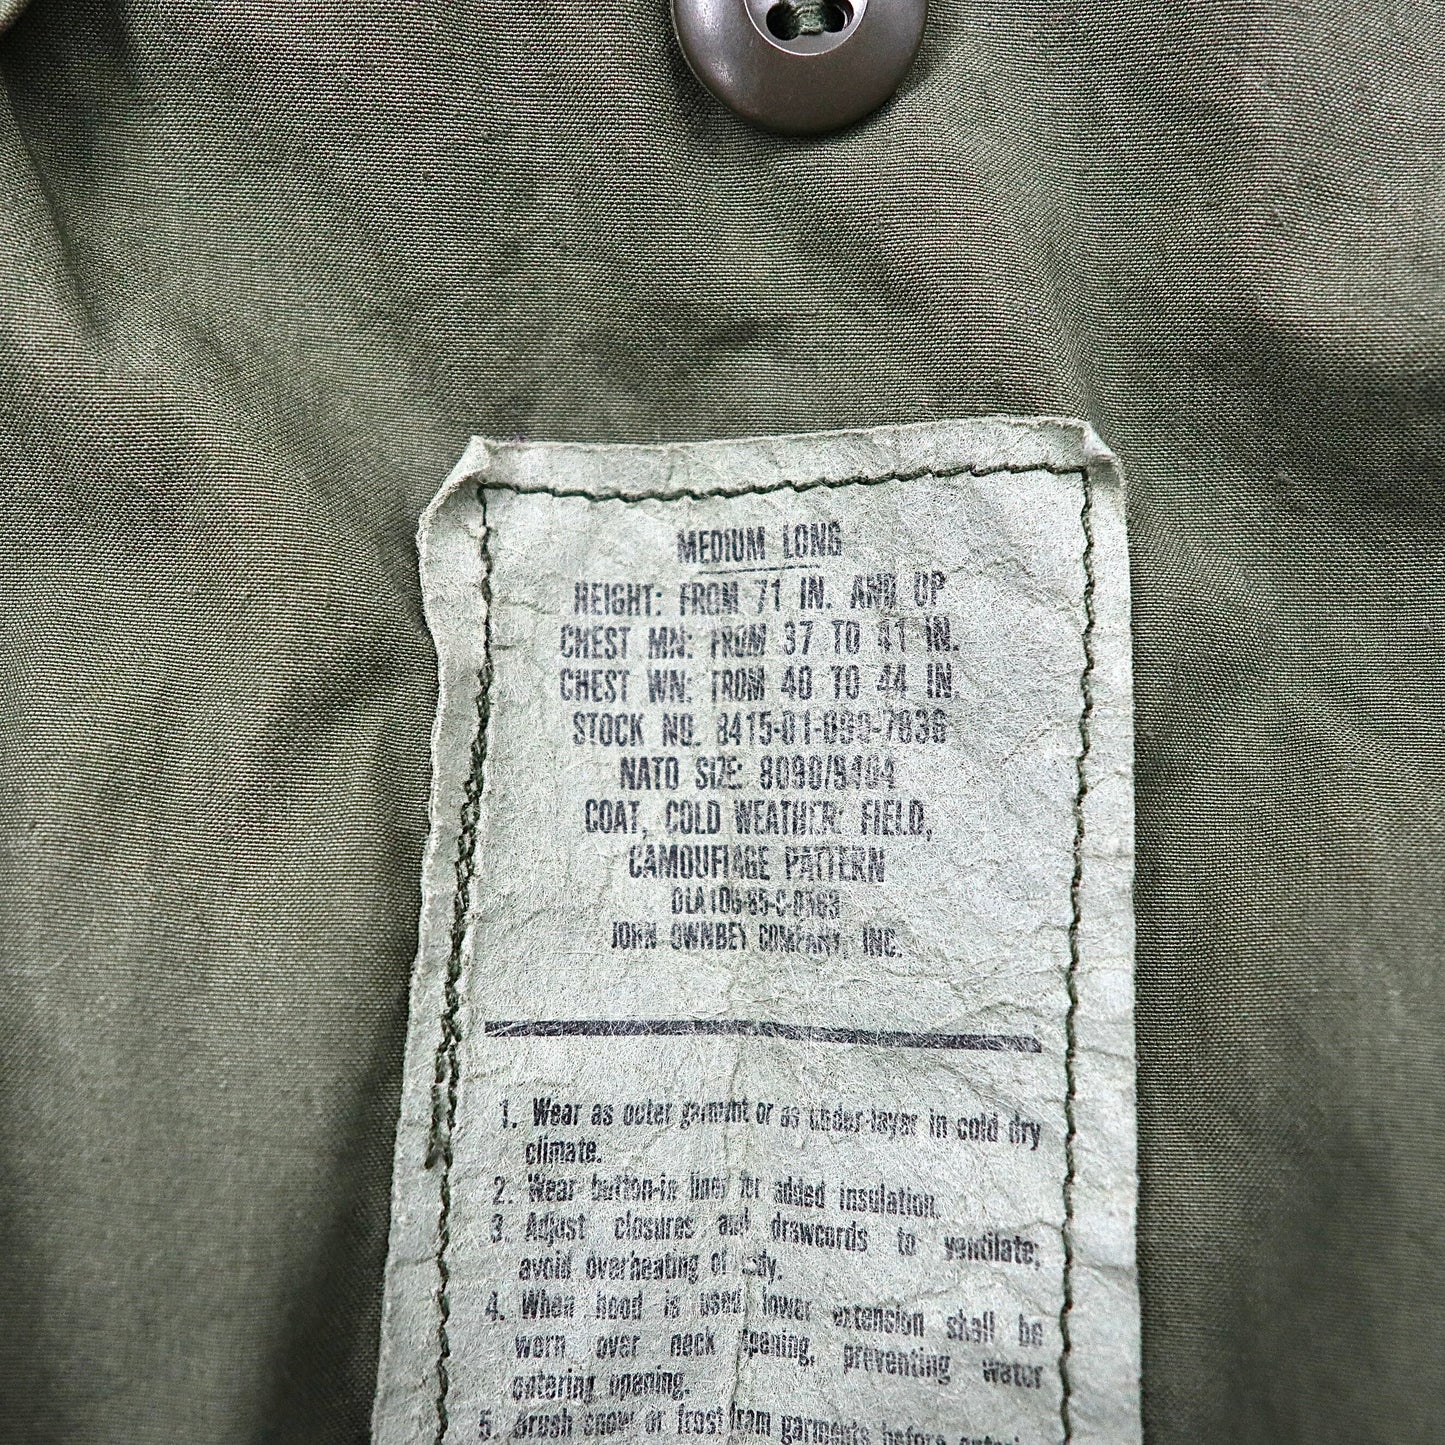 MEDIUM LONG
HEIGHT: FROM 71 IN. AND UP
CHEST MN: FROM 37 TO 41 IN.
CHEST WN: FROM 40 TO 44 IN.
STOCK NO. 8415-01-099-7836
NATO SIZE: 8090/9404
COAT, COLD WEATHER, FIELD,
CAMOUFLAGE PATTERN
JOHN OWNBEY COMPANY, INC.
1. Wear as outer garment or as under-layer in cold dry
climate.
2. Wear button-in liner for added insulation.
3. Adjust closures and drawcords to ventilate;
avoid overheating of body.
4. When hood is used lower extension shall be
worn over neck opening, preventing water
entering opening.
5. Brush snow or frost from garments before